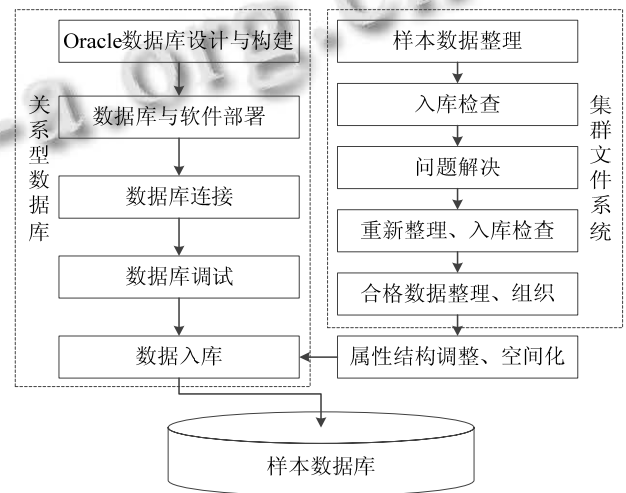 关系型数据库
Oracle数据库设计与构建
数据库与软件部署
数据库连接
数据库调试
数据入库
样本数据整理
入库检查
问题解决
重新整理、入库检查
合格数据整理、组织
属性结构调整、空间化
集群文件系统
样本数据库